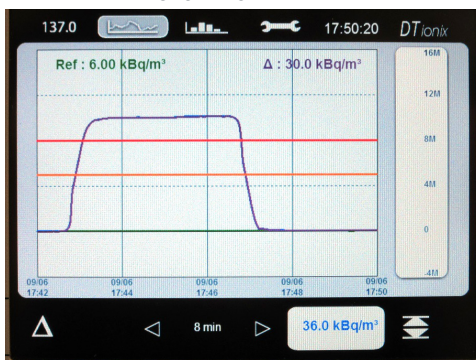 137.0
17:50:20
DTionix
Ref : 6.00 kBq/m³
Δ : 30.0 kBq/m³
16M
12M
8M
4M
0
-4M
09/06 09/06 09/06 09/06 09/06
17:42 17:44 17:46 17:48 17:50
Δ
8 min
36.0 kBq/m³